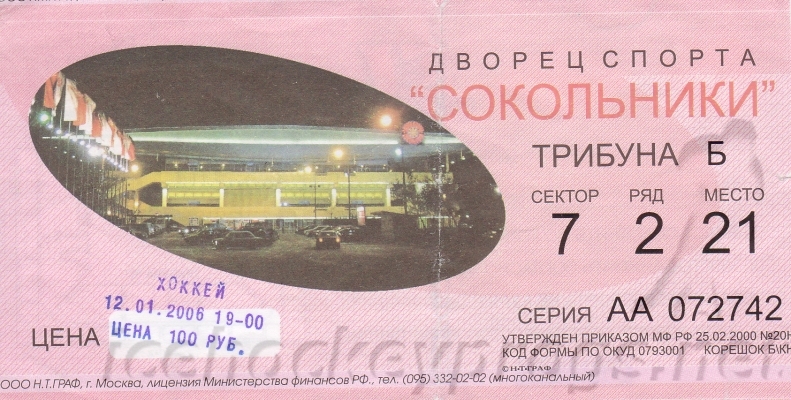 ДВОРЕЦ СПОРТА
“СОКОЛЬНИКИ”
ТРИБУНА Б
СЕКТОР РЯД МЕСТО
7 2 21
ХОККЕЙ
12.01.2006 19-00
ЦЕНА
ЦЕНА 100 РУБ.
СЕРИЯ АА 072742
УТВЕРЖДЕН ПРИКАЗОМ МФ РФ 25.02.2000
КОД ФОРМЫ ПО ОКУД 0793001 КОРЕШОК
© Н-Т-ГРАФ
ООО Н.Т.ГРАФ, г. Москва, лицензия Министерства финансов РФ., тел. (095) 332-02-02 (многоканальный)